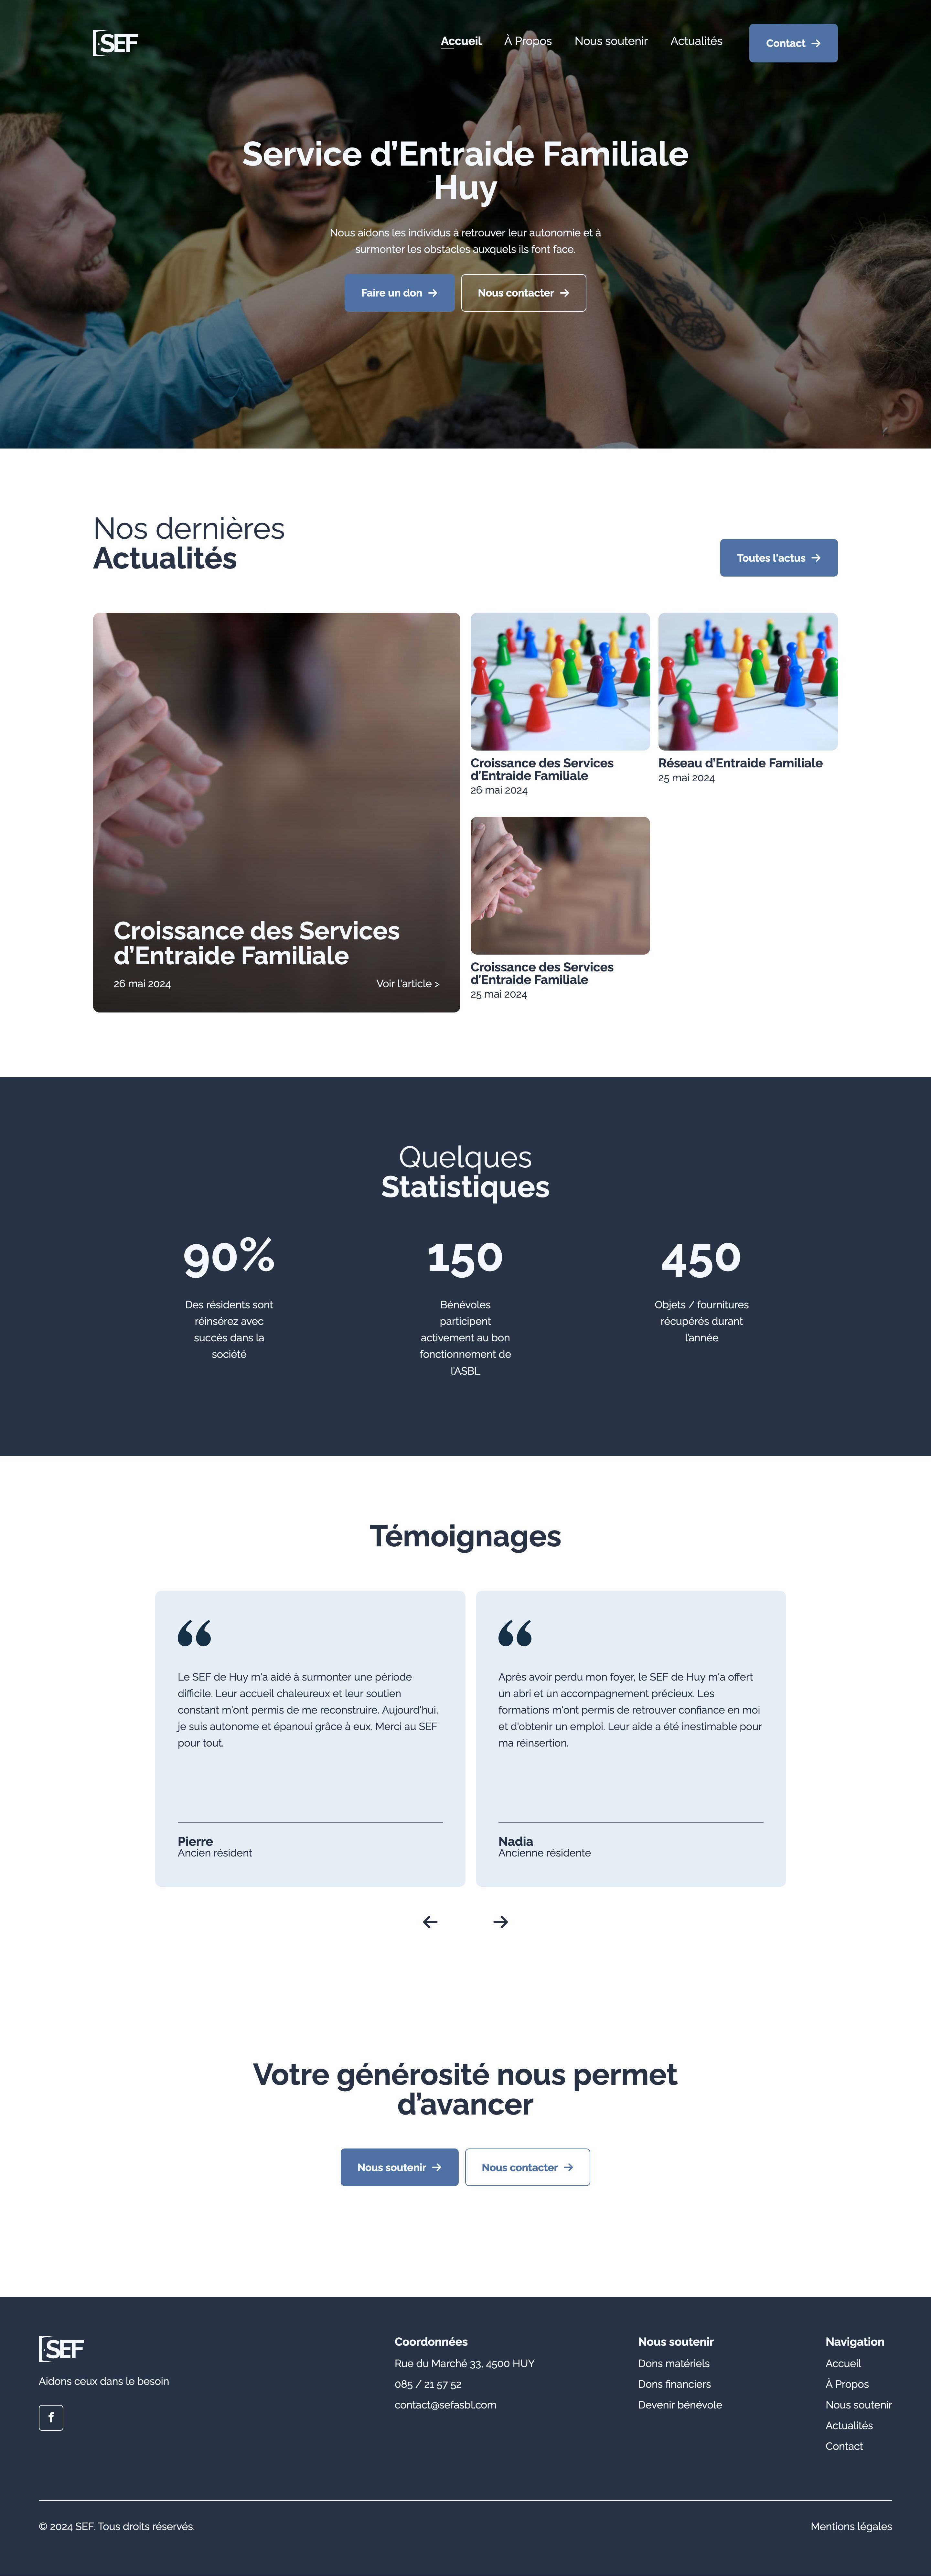 SEF
Accueil
À Propos
Nous soutenir
Actualités
Contact
Service d'Entraide Familiale
Huy
Nous aidons les individus à retrouver leur autonomie et à
surmonter les obstacles auxquels ils font face.
Faire un don
Nous contacter
Nos dernières
Actualités
Toutes l'actus
Croissance des Services
d'Entraide Familiale
26 mai 2024
Voir l'article >
Croissance des Services
d'Entraide Familiale
26 mai 2024
Réseau d'Entraide Familiale
25 mai 2024
Croissance des Services
d'Entraide Familiale
25 mai 2024
Quelques
Statistiques
90%
Des résidents sont
réinsérez avec
succès dans la
société
150
Bénévoles
participent
activement au bon
fonctionnement de
l'ASBL
450
Objets / fournitures
récupérés durant
l'année
Témoignages
Le SEF de Huy m'a aidé à surmonter une période
difficile. Leur accueil chaleureux et leur soutien
constant m'ont permis de me reconstruire. Aujourd'hui,
je suis autonome et épanoui grâce à eux. Merci au SEF
pour tout.
Pierre
Ancien résident
Après avoir perdu mon foyer, le SEF de Huy m'a offert
un abri et un accompagnement précieux. Les
formations m'ont permis de retrouver confiance en moi
et d'obtenir un emploi. Leur aide a été inestimable pour
ma réinsertion.
Nadia
Ancienne résidente
Votre générosité nous permet
d'avancer
Nous soutenir
Nous contacter
SEF
Aidons ceux dans le besoin
Coordonnées
Rue du Marché 33, 4500 HUY
085 / 21 57 52
contact@sefasbl.com
Nous soutenir
Dons matériels
Dons financiers
Devenir bénévole
Navigation
Accueil
À Propos
Nous soutenir
Actualités
Contact
© 2024 SEF. Tous droits réservés.
Mentions légales